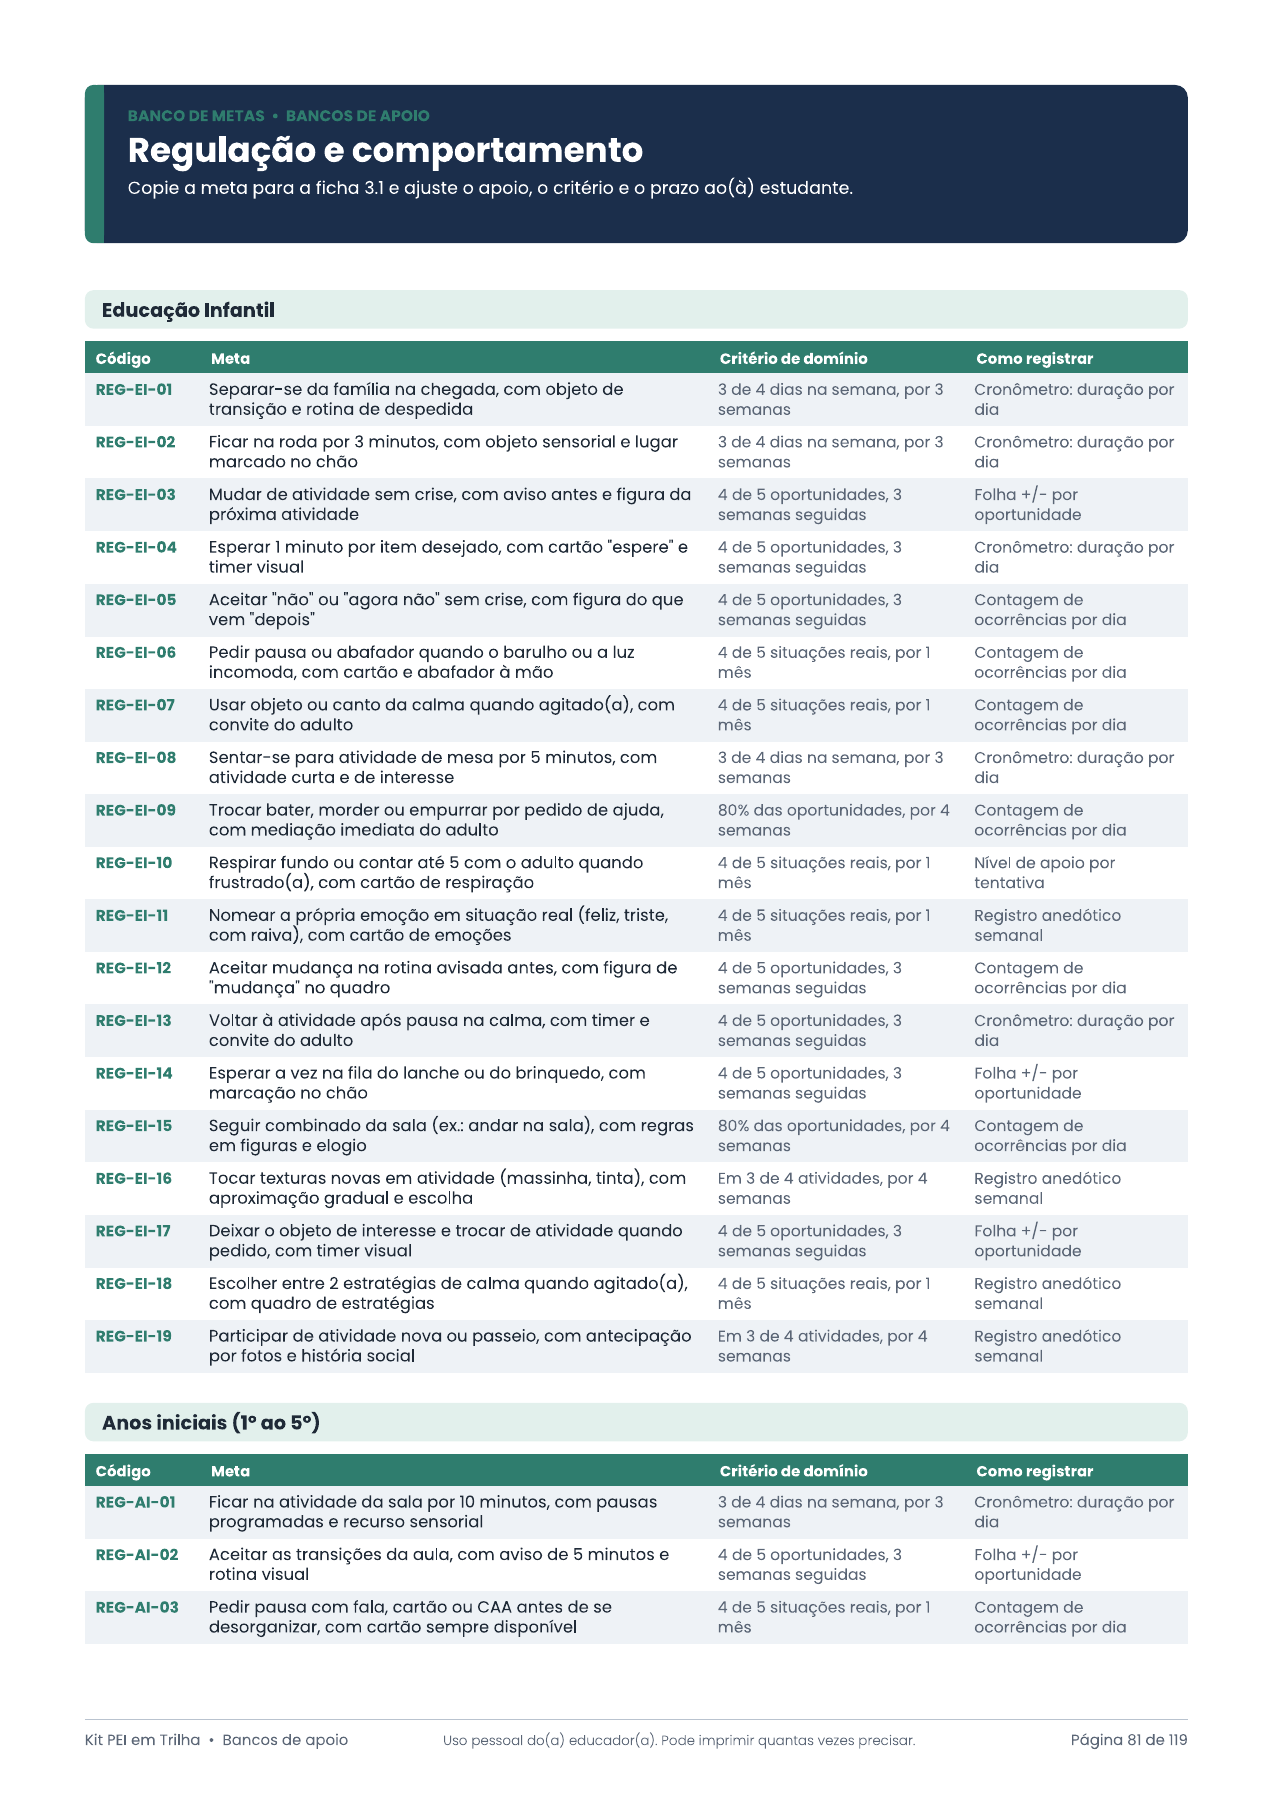 BANCO DE METAS • BANCOS DE APOIO
Regulação e comportamento
Copie a meta para a ficha 3.1 e ajuste o apoio, o critério e o prazo ao(à) estudante.
Educação Infantil
Código Meta Critério de domínio Como registrar
REG-EI-01 Separar-se da família na chegada, com objeto de 3 de 4 dias na semana, por 3 Cronômetro: duração por
transição e rotina de despedida semanas dia
REG-EI-02 Ficar na roda por 3 minutos, com objeto sensorial e lugar 3 de 4 dias na semana, por 3 Cronômetro: duração por
marcado no chão semanas dia
REG-EI-03 Mudar de atividade sem crise, com aviso antes e figura da 4 de 5 oportunidades, 3 Folha +/- por
próxima atividade semanas seguidas oportunidade
REG-EI-04 Esperar 1 minuto por item desejado, com cartão "espere" e 4 de 5 oportunidades, 3 Cronômetro: duração por
timer visual semanas seguidas dia
REG-EI-05 Aceitar "não" ou "agora não" sem crise, com figura do que 4 de 5 oportunidades, 3 Contagem de
vem "depois" semanas seguidas ocorrências por dia
REG-EI-06 Pedir pausa ou abafador quando o barulho ou a luz 4 de 5 situações reais, por 1 Contagem de
incomoda, com cartão e abafador à mão mês ocorrências por dia
REG-EI-07 Usar objeto ou canto da calma quando agitado(a), com 4 de 5 situações reais, por 1 Contagem de
convite do adulto mês ocorrências por dia
REG-EI-08 Sentar-se para atividade de mesa por 5 minutos, com 3 de 4 dias na semana, por 3 Cronômetro: duração por
atividade curta e de interesse semanas dia
REG-EI-09 Trocar bater, morder ou empurrar por pedido de ajuda, 80% das oportunidades, por 4 Contagem de
com mediação imediata do adulto semanas ocorrências por dia
REG-EI-10 Respirar fundo ou contar até 5 com o adulto quando 4 de 5 situações reais, por 1 Nível de apoio por
frustrado(a), com cartão de respiração mês tentativa
REG-EI-11 Nomear a própria emoção em situação real (feliz, triste, 4 de 5 situações reais, por 1 Registro anedótico
com raiva), com cartão de emoções mês semanal
REG-EI-12 Aceitar mudança na rotina avisada antes, com figura de 4 de 5 oportunidades, 3 Contagem de
"mudança" no quadro semanas seguidas ocorrências por dia
REG-EI-13 Voltar à atividade após pausa na calma, com timer e 4 de 5 oportunidades, 3 Cronômetro: duração por
convite do adulto semanas seguidas dia
REG-EI-14 Esperar a vez na fila do lanche ou do brinquedo, com 4 de 5 oportunidades, 3 Folha +/- por
marcação no chão semanas seguidas oportunidade
REG-EI-15 Seguir combinado da sala (ex.: andar na sala), com regras 80% das oportunidades, por 4 Contagem de
em figuras e elogio semanas ocorrências por dia
REG-EI-16 Tocar texturas novas em atividade (massinha, tinta), com Em 3 de 4 atividades, por 4 Registro anedótico
aproximação gradual e escolha semanas semanal
REG-EI-17 Deixar o objeto de interesse e trocar de atividade quando 4 de 5 oportunidades, 3 Folha +/- por
pedido, com timer visual semanas seguidas oportunidade
REG-EI-18 Escolher entre 2 estratégias de calma quando agitado(a), 4 de 5 situações reais, por 1 Registro anedótico
com quadro de estratégias mês semanal
REG-EI-19 Participar de atividade nova ou passeio, com antecipação Em 3 de 4 atividades, por 4 Registro anedótico
por fotos e história social semanas semanal
Anos iniciais (1º ao 5º)
Código Meta Critério de domínio Como registrar
REG-AI-01 Ficar na atividade da sala por 10 minutos, com pausas 3 de 4 dias na semana, por 3 Cronômetro: duração por
programadas e recurso sensorial semanas dia
REG-AI-02 Aceitar as transições da aula, com aviso de 5 minutos e 4 de 5 oportunidades, 3 Folha +/- por
rotina visual semanas seguidas oportunidade
REG-AI-03 Pedir pausa com fala, cartão ou CAA antes de se 4 de 5 situações reais, por 1 Contagem de
desorganizar, com cartão sempre disponível mês ocorrências por dia
Kit PEI em Trilha • Bancos de apoio Uso pessoal do(a) educador(a). Pode imprimir quantas vezes precisar. Página 81 de 119